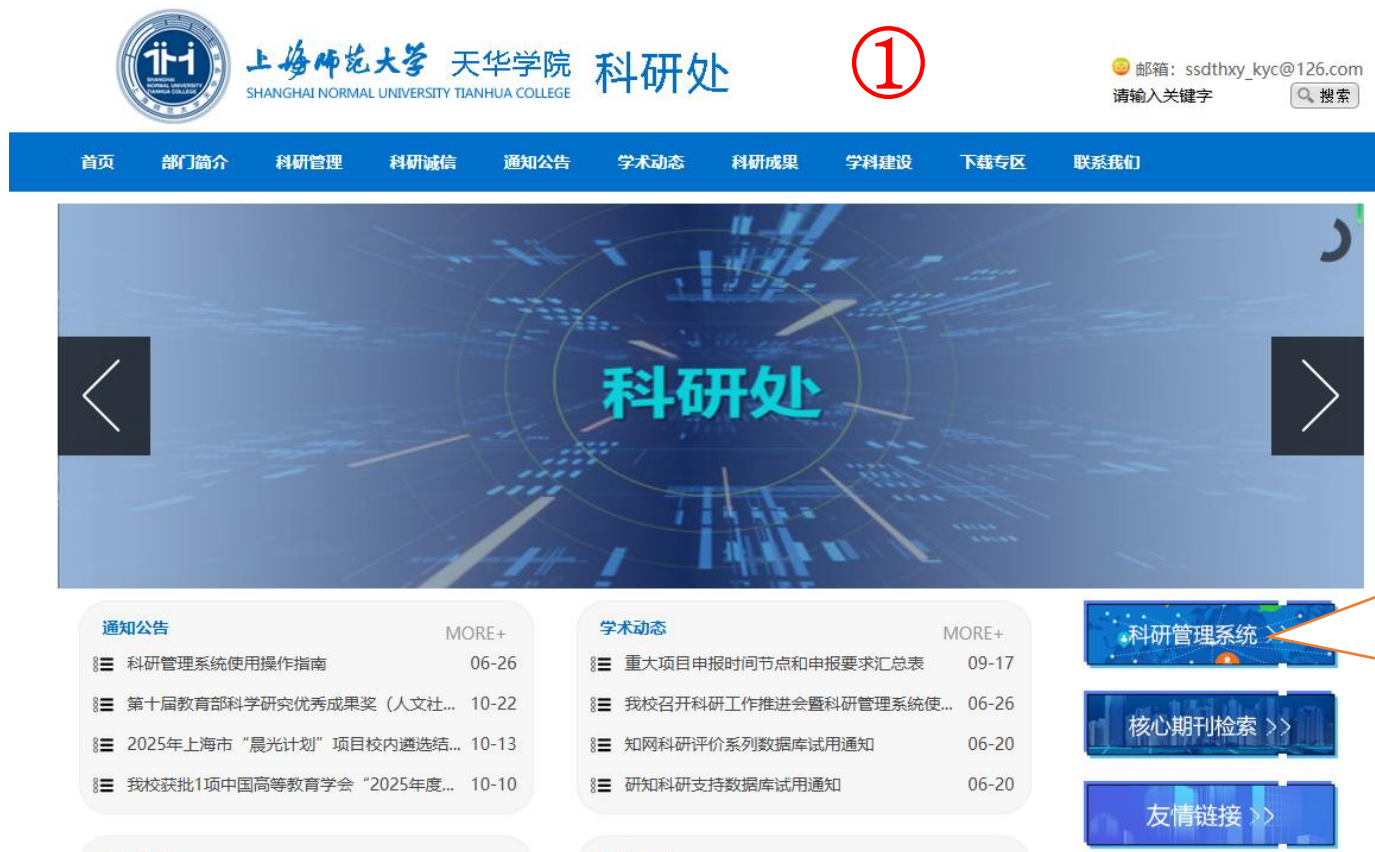 上海师范大学 天华学院 科研处
SHANGHAI NORMAL UNIVERSITY TIANHUA COLLEGE
①
邮箱：ssdthxy_kyc@126.com
请输入关键字 搜索
首页 部门简介 科研管理 科研诚信 通知公告 学术动态 科研成果 学科建设 下载专区 联系我们
科研处
通知公告 MORE+
科研管理系统使用操作指南 06-26
第十届教育部科学研究优秀成果奖（人文社... 10-22
2025年上海市“晨光计划”项目校内遴选结... 10-13
我校获批1项中国高等教育学会“2025年度... 10-10
学术动态 MORE+
重大项目申报时间节点和申报要求汇总表 09-17
我校召开科研工作推进会暨科研管理系统使... 06-26
知网科研评价系列数据库试用通知 06-20
研知科研支持数据库试用通知 06-20
科研管理系统 >>
核心期刊检索 >>
友情链接 >>